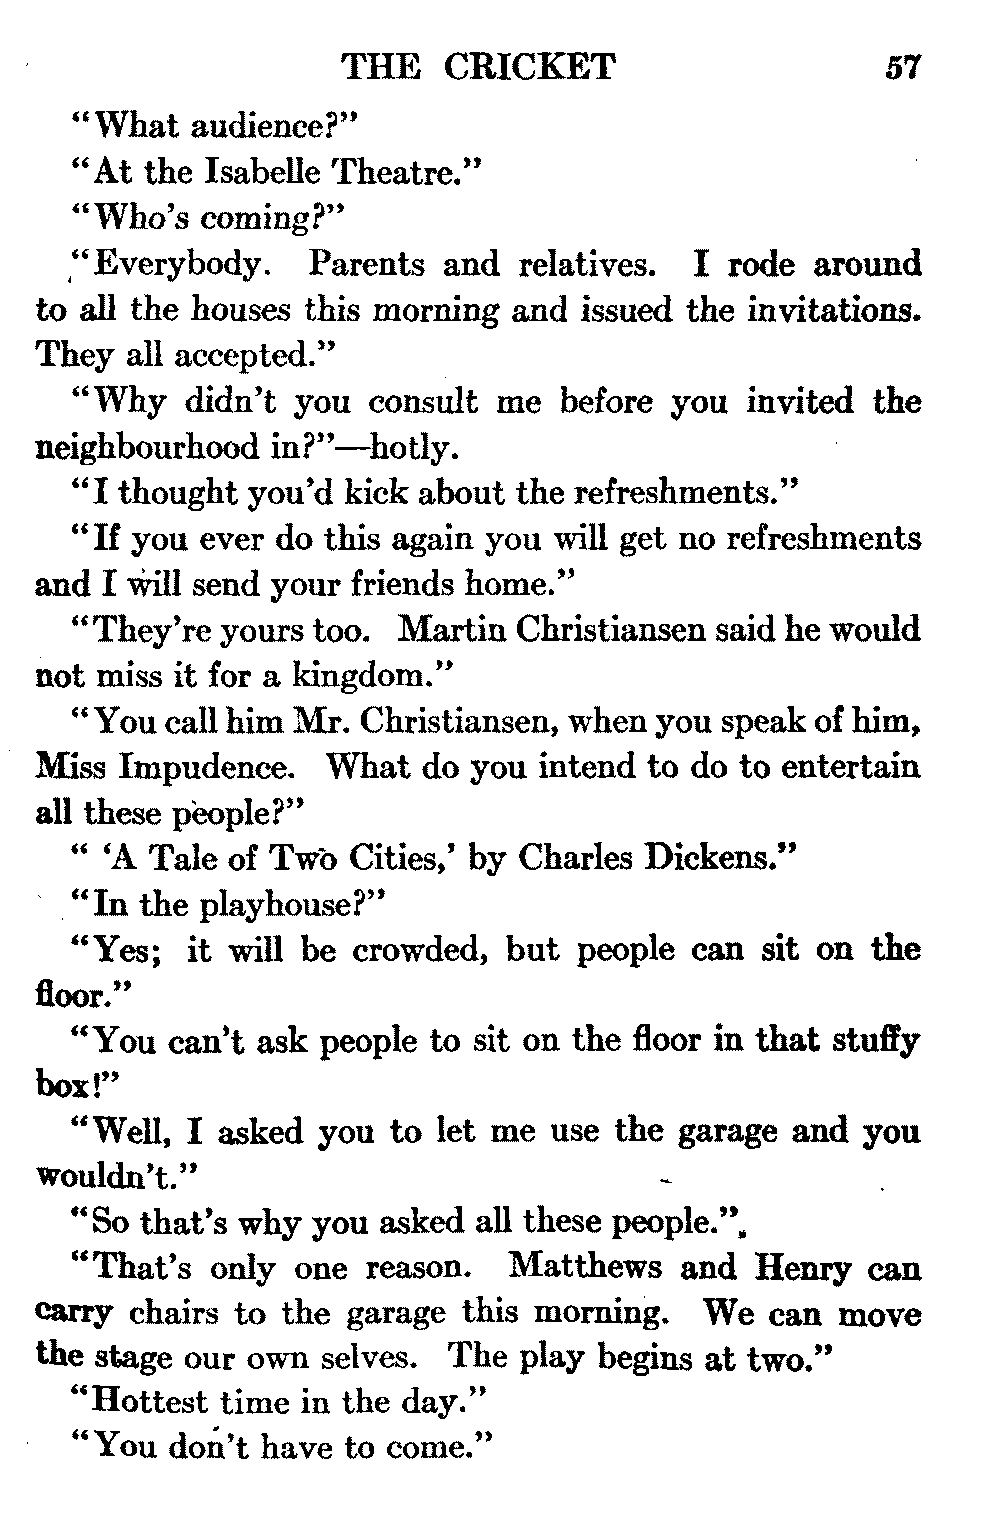 THE CRICKET 57
"What audience?"
"At the Isabelle Theatre."
"Who's coming?"
"Everybody. Parents and relatives. I rode around
to all the houses this morning and issued the invitations.
They all accepted."
"Why didn't you consult me before you invited the
neighbourhood in?"—hotly.
"I thought you'd kick about the refreshments."
"If you ever do this again you will get no refreshments
and I will send your friends home."
"They're yours too. Martin Christiansen said he would
not miss it for a kingdom."
"You call him Mr. Christiansen, when you speak of him,
Miss Impudence. What do you intend to do to entertain
all these people?"
" 'A Tale of Two Cities,' by Charles Dickens."
"In the playhouse?"
"Yes; it will be crowded, but people can sit on the
floor."
"You can't ask people to sit on the floor in that stuffy
box!"
"Well, I asked you to let me use the garage and you
wouldn't."
"So that's why you asked all these people."
"That's only one reason. Matthews and Henry can
carry chairs to the garage this morning. We can move
the stage our own selves. The play begins at two."
"Hottest time in the day."
"You don't have to come."